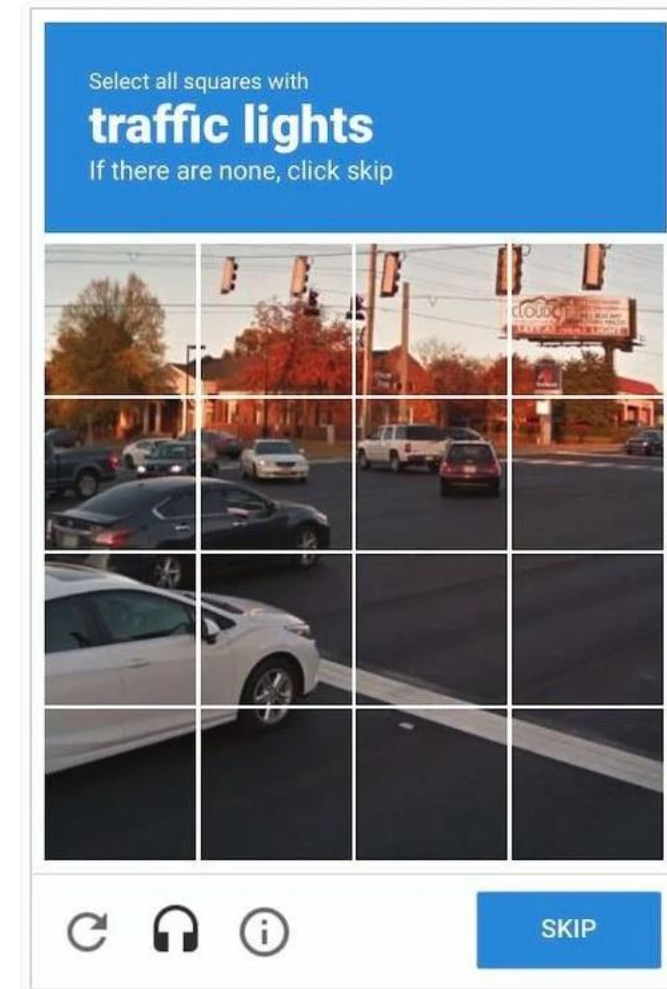 Select all squares with
traffic lights
If there are none, click skip
SKIP